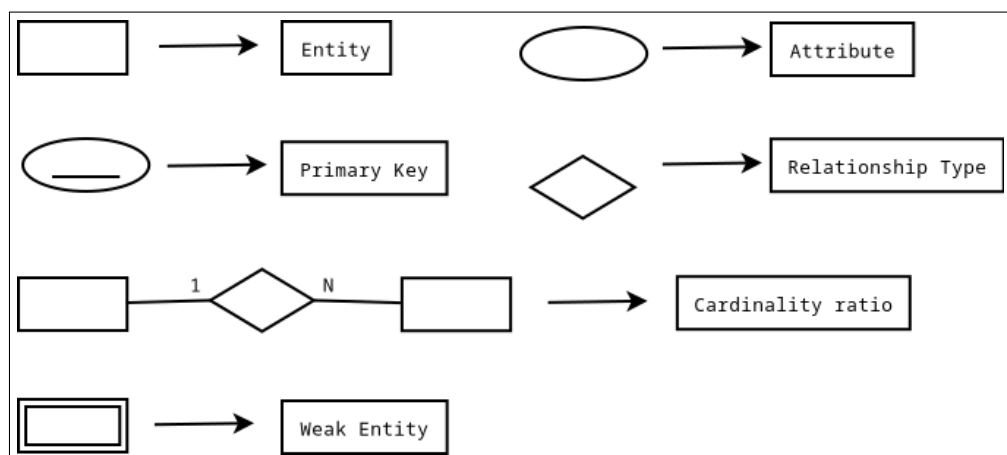 Entity
Attribute
Primary Key
Relationship Type
1
N
Cardinality ratio
Weak Entity